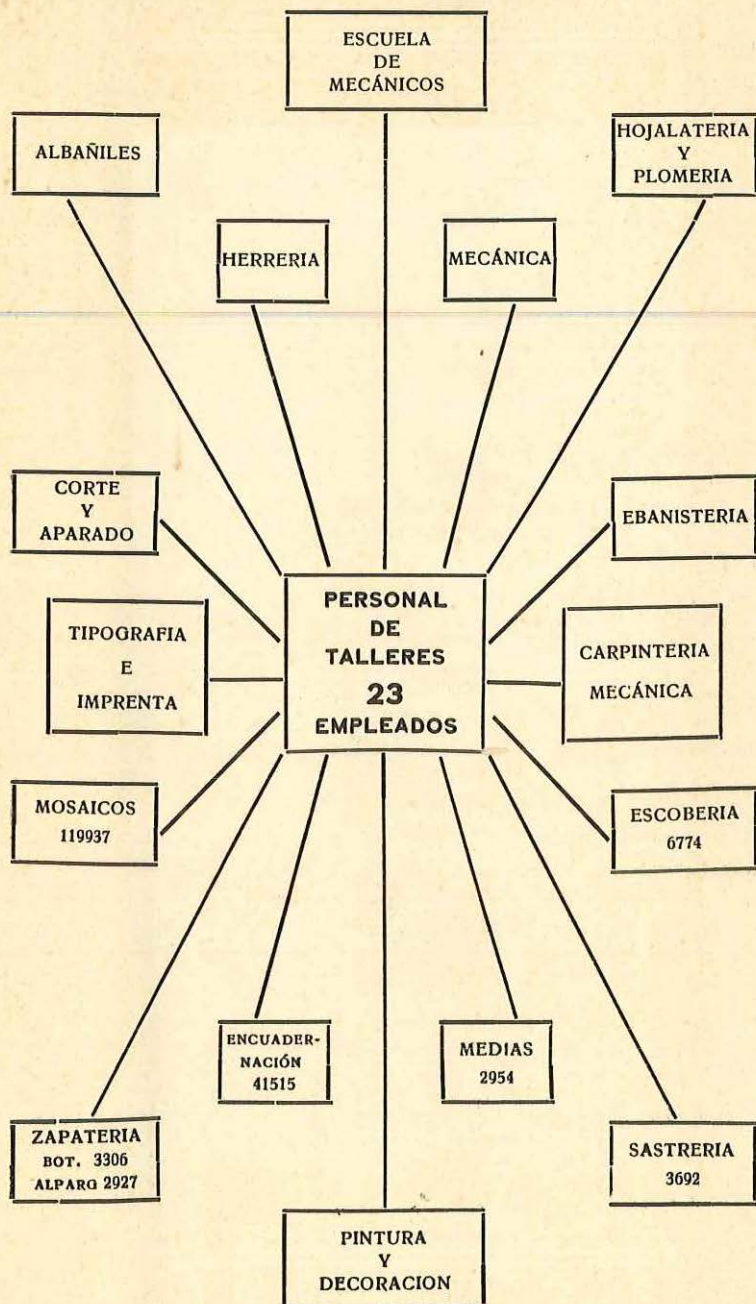 ESCUELA
DE
MECÁNICOS
ALBAÑILES
HOJALATERIA
Y
PLOMERIA
HERRERIA
MECÁNICA
CORTE
Y
APARADO
EBANISTERIA
TIPOGRAFIA
E
IMPRENTA
PERSONAL
DE
TALLERES
23
EMPLEADOS
CARPINTERIA
MECÁNICA
MOSAICOS
119937
ESCOBERIA
6774
ENCUADER-
NACIÓN
41515
MEDIAS
2954
ZAPATERIA
BOT. 3306
ALPARG 2927
SASTRERIA
3692
PINTURA
Y
DECORACION